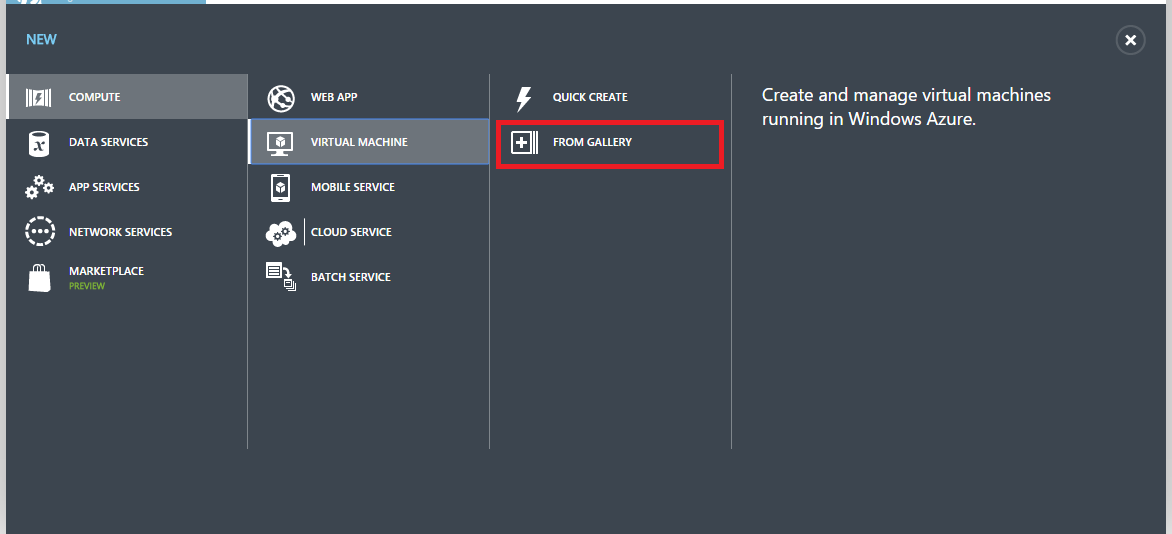 NEW
COMPUTE
DATA SERVICES
APP SERVICES
NETWORK SERVICES
MARKETPLACE
PREVIEW
WEB APP
VIRTUAL MACHINE
MOBILE SERVICE
CLOUD SERVICE
BATCH SERVICE
QUICK CREATE
FROM GALLERY
Create and manage virtual machines
running in Windows Azure.